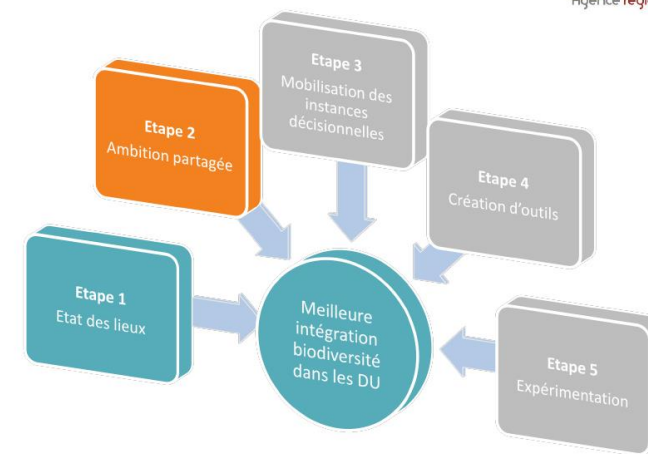 Agence
Etape 3
Mobilisation des
instances
décisionnelles
Etape 2
Ambition partagée
Etape 4
Création d'outils
Etape 1
Etat des lieux
Meilleure
intégration
biodiversité
dans les DU
Etape 5
Expérimentation